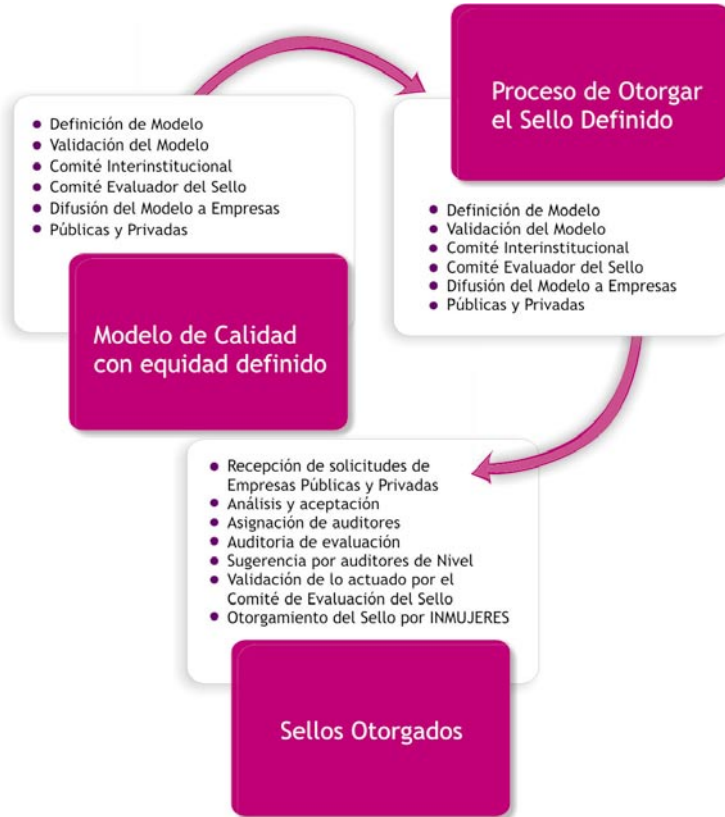 Definición de Modelo
Validación del Modelo
Comité Interinstitucional
Comité Evaluador del Sello
Difusión del Modelo a Empresas
Públicas y Privadas
Modelo de Calidad
con equidad definido
Proceso de Otorgar
el Sello Definido
Definición de Modelo
Validación del Modelo
Comité Interinstitucional
Comité Evaluador del Sello
Difusión del Modelo a Empresas
Públicas y Privadas
Recepción de solicitudes de
Empresas Públicas y Privadas
Análisis y aceptación
Asignación de auditores
Auditoria de evaluación
Sugerencia por auditores de Nivel
Validación de lo actuado por el
Comité de Evaluación del Sello
Otorgamiento del Sello por INMUJERES
Sellos Otorgados